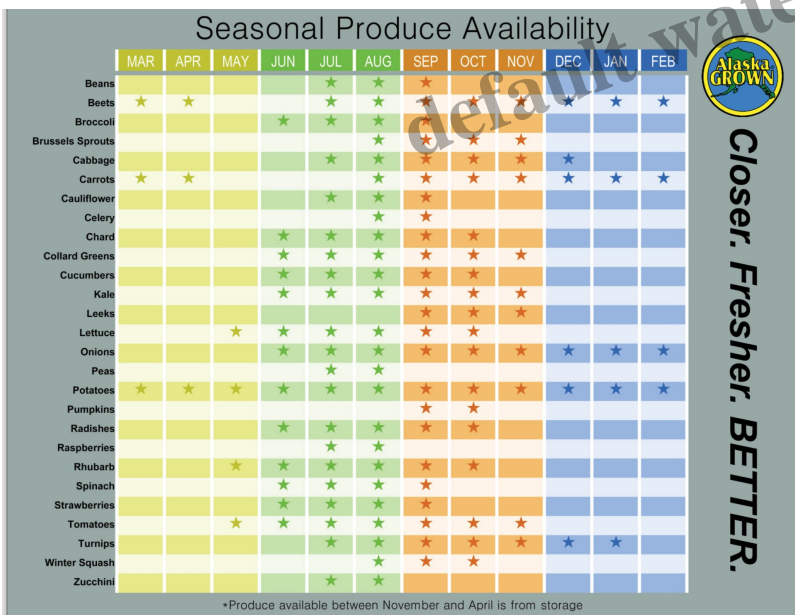 Seasonal Produce Availability
MAR APR MAY JUN JUL AUG SEP OCT NOV DEC JAN FEB
Beans
Beets
Broccoli
Brussels Sprouts
Cabbage
Carrots
Cauliflower
Celery
Chard
Collard Greens
Cucumbers
Kale
Leeks
Lettuce
Onions
Peas
Potatoes
Pumpkins
Radishes
Raspberries
Rhubarb
Spinach
Strawberries
Tomatoes
Turnips
Winter Squash
Zucchini
*Produce available between November and April is from storage
Alaska
GROWN
Closer. Fresher. BETTER.
default wate